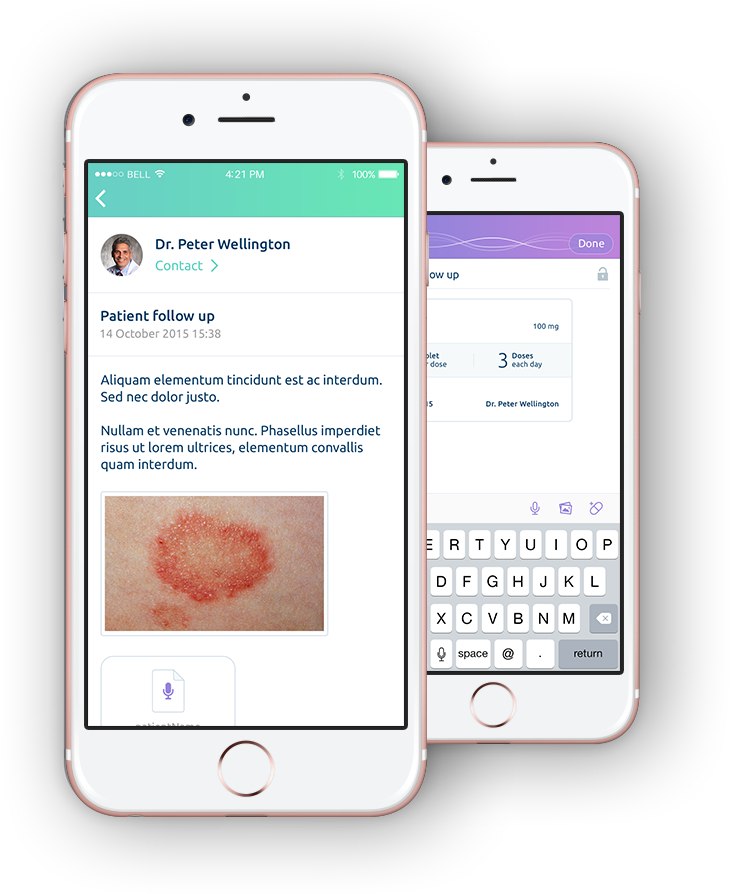 BELL 4:21 PM 100%
Dr. Peter Wellington
Contact
Patient follow up
14 October 2015 15:38
Aliquam elementum tincidunt est ac interdum.
Sed nec dolor justo.
Nullam et venenatis nunc. Phasellus imperdiet
risus ut lorem ultrices, elementum convallis
quam interdum.
Done
ow up
100 mg
3 Doses
each day
dose
15 Dr. Peter Wellington
E R T Y U I O P
D F G H J K L
X C V B N M
space @ . return